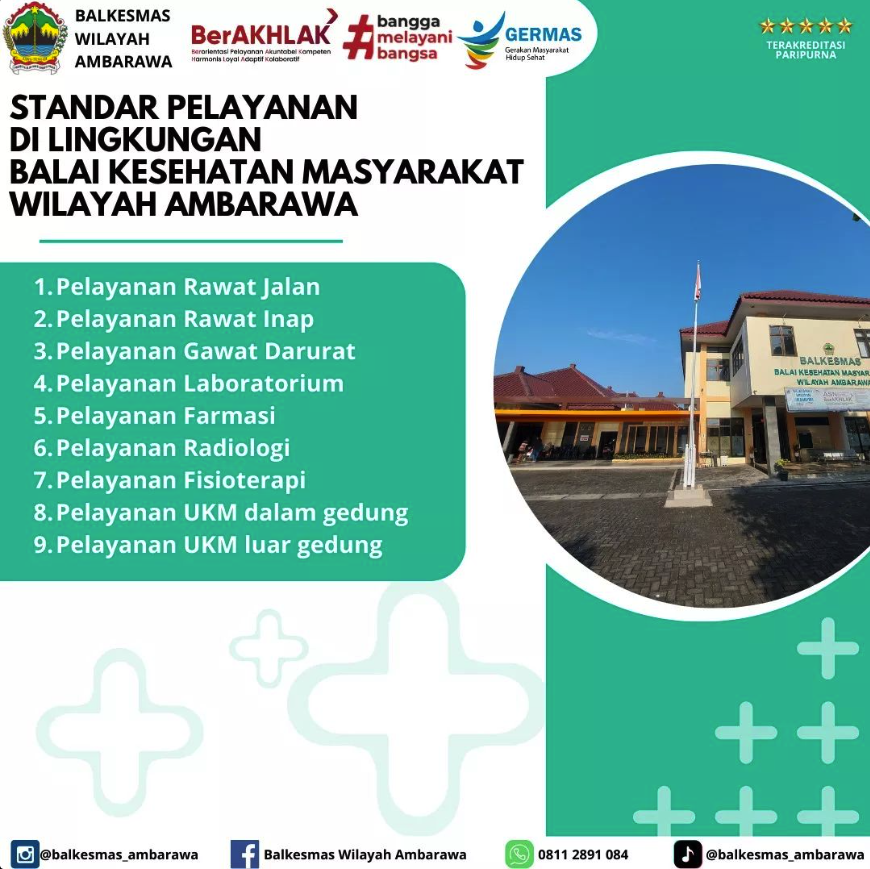 BALKESMAS
WILAYAH
AMBARAWA
BerAKHLAK
Berorientasi Pelayanan Akuntabel Kompeten
Harmonis Loyal Adaptif Kolaboratif
#bangga
melayani
bangsa
GERMAS
Gerakan Masyarakat
Hidup Sehat
TERAKREDITASI
PARIPURNA
STANDAR PELAYANAN
DI LINGKUNGAN
BALAI KESEHATAN MASYARAKAT
WILAYAH AMBARAWA
1. Pelayanan Rawat Jalan
2. Pelayanan Rawat Inap
3. Pelayanan Gawat Darurat
4. Pelayanan Laboratorium
5. Pelayanan Farmasi
6. Pelayanan Radiologi
7. Pelayanan Fisioterapi
8. Pelayanan UKM dalam gedung
9. Pelayanan UKM luar gedung
BALKESMAS
BALAI KESEHATAN MASYARA
WILAYAH AMBARAWA
@balkesmas_ambarawa
Balkesmas Wilayah Ambarawa
0811 2891 084
@balkesmas_ambarawa